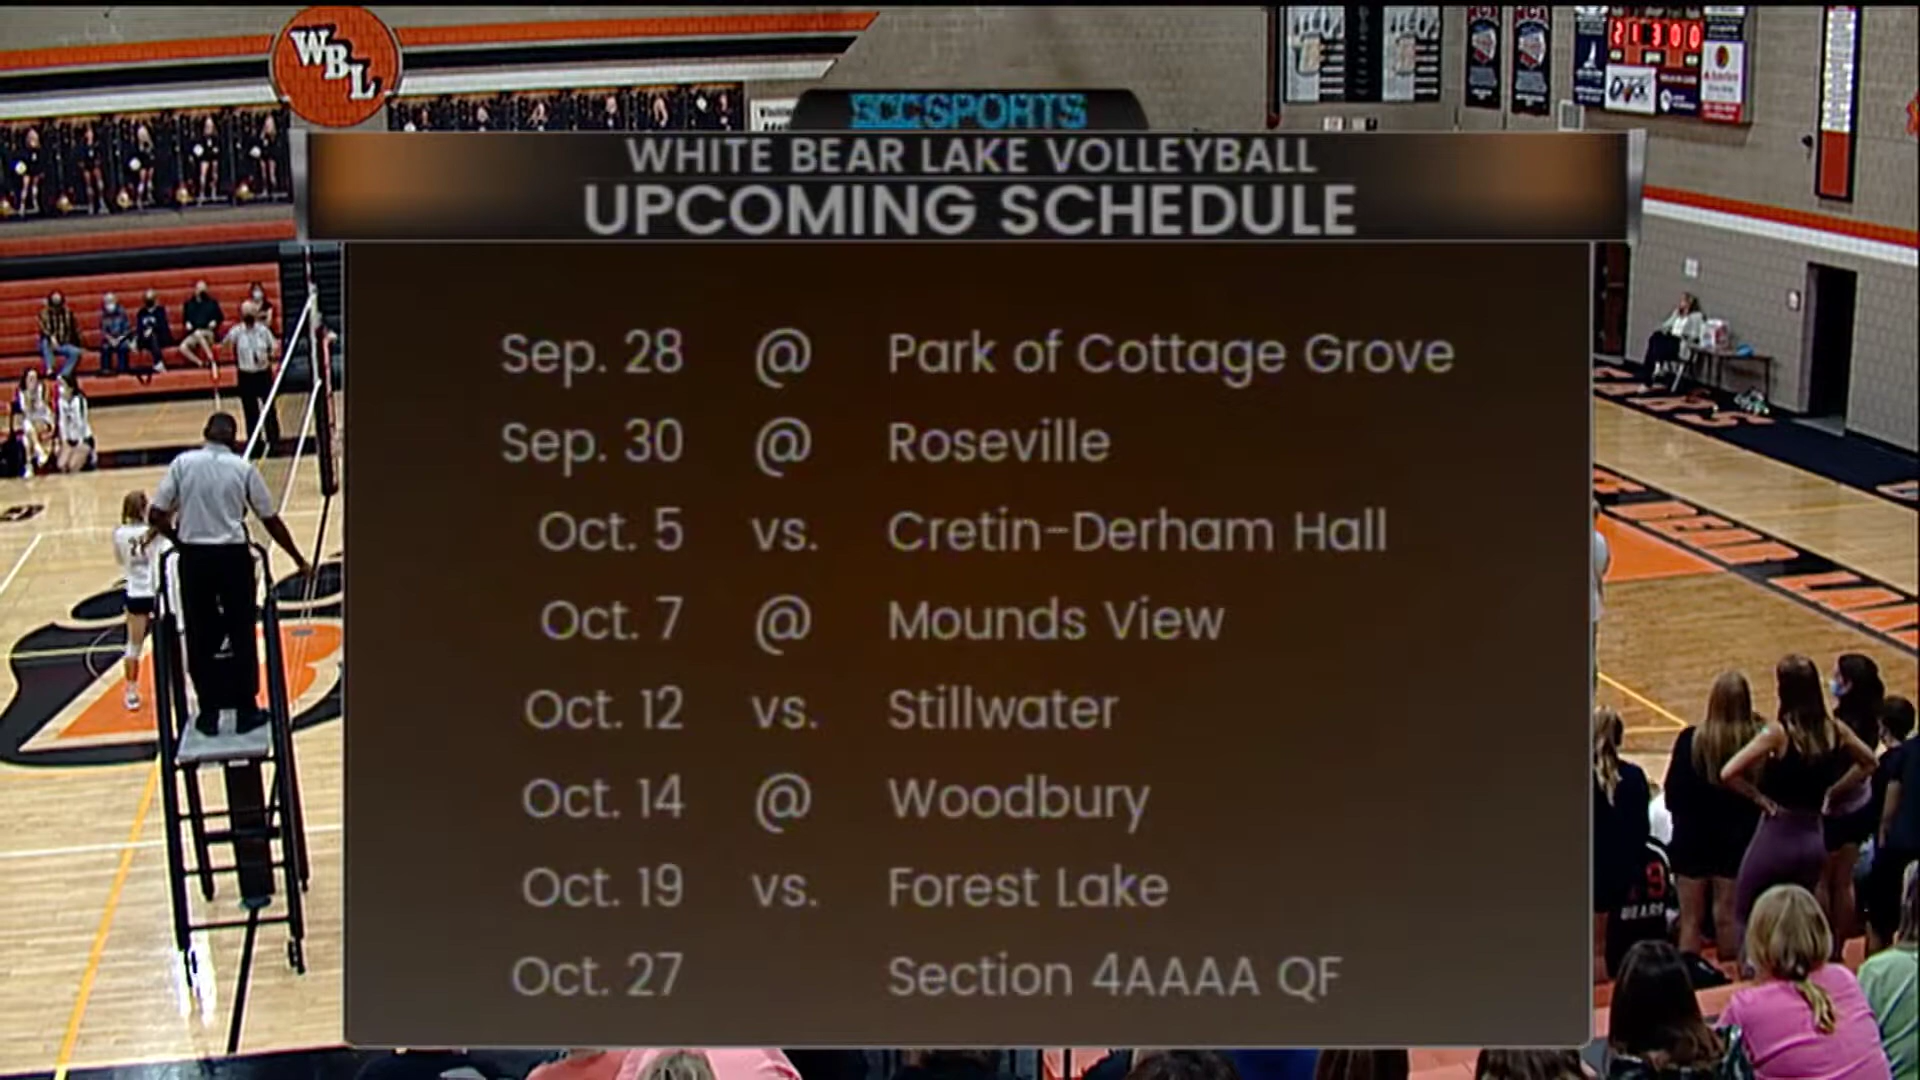 WBL
SCCSPORTS
WHITE BEAR LAKE VOLLEYBALL
UPCOMING SCHEDULE
Sep. 28 @ Park of Cottage Grove
Sep. 30 @ Roseville
Oct. 5 vs. Cretin-Derham Hall
Oct. 7 @ Mounds View
Oct. 12 vs. Stillwater
Oct. 14 @ Woodbury
Oct. 19 vs. Forest Lake
Oct. 27 Section 4AAAA QF
BEARS